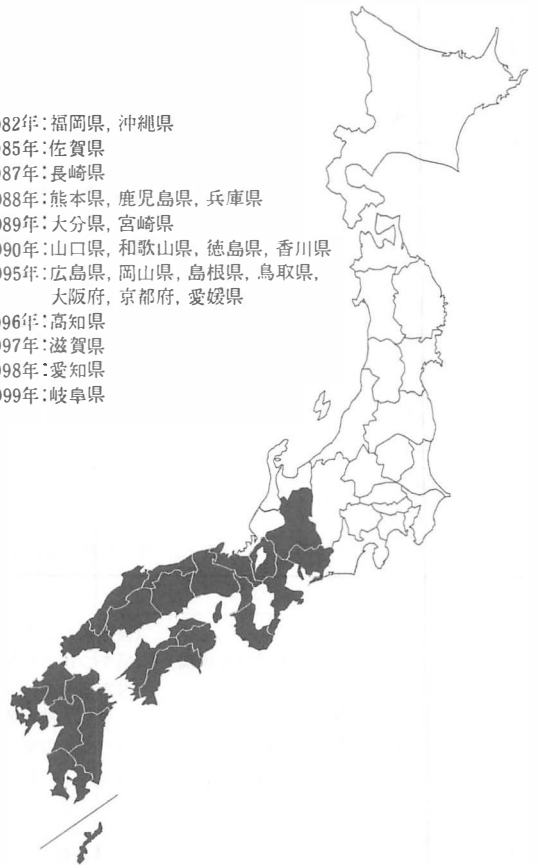 982年:福岡県, 沖縄県
985年:佐賀県
987年:長崎県
988年:熊本県, 鹿児島県, 兵庫県
989年:大分県, 宮崎県
990年:山口県, 和歌山県, 徳島県, 香川県
995年:広島県, 岡山県, 島根県, 鳥取県,
大阪府, 京都府, 愛媛県
996年:高知県
997年:滋賀県
998年:愛知県
999年:岐阜県